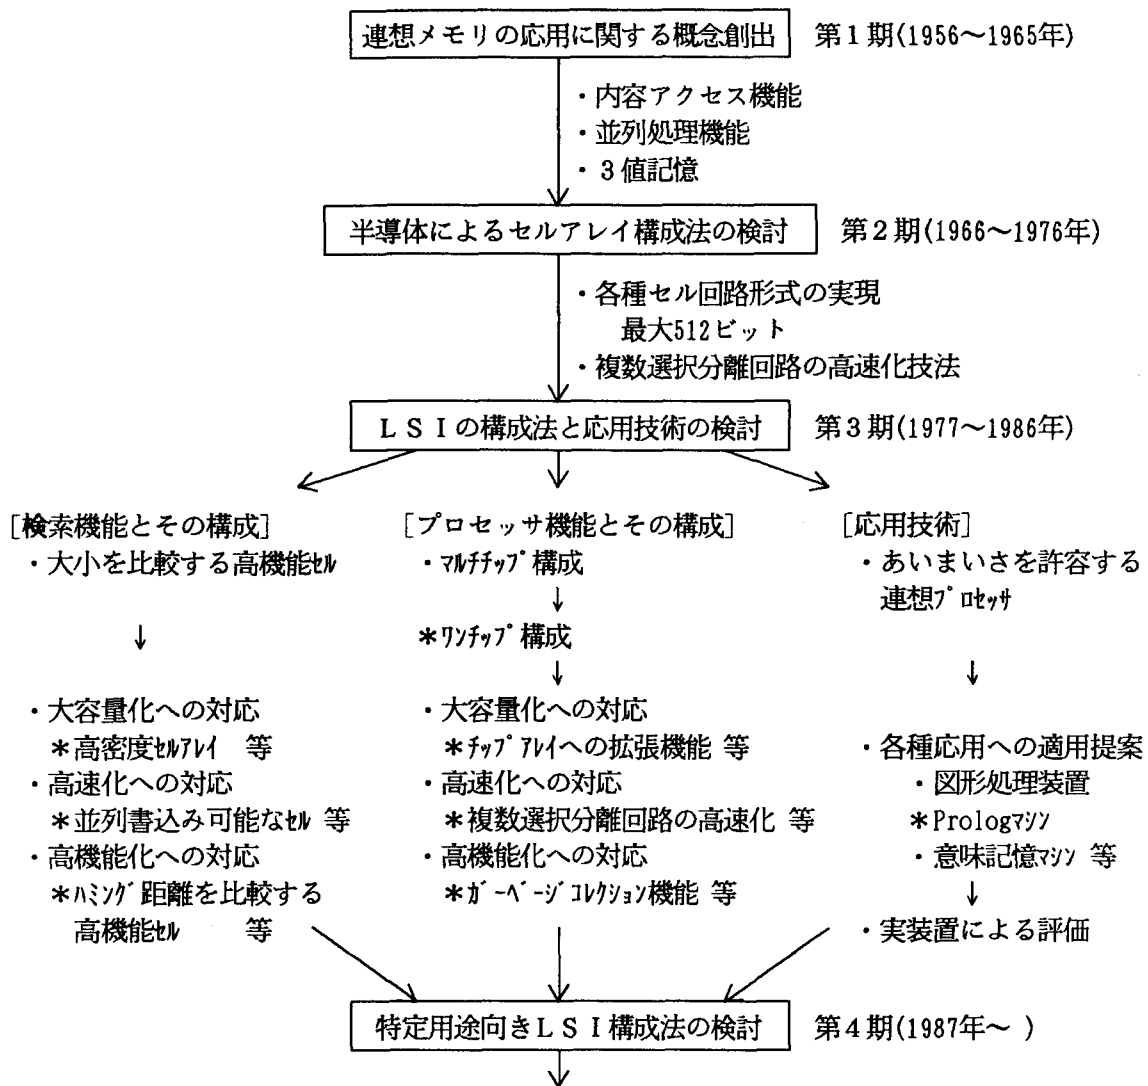 連想メモリの応用に関する概念創出 第1期(1956～1965年)
・内容アクセス機能
・並列処理機能
・3値記憶
半導体によるセルアレイ構成法の検討 第2期(1966～1976年)
・各種セル回路形式の実現
最大512ビット
・複数選択分離回路の高速化技法
LSIの構成法と応用技術の検討 第3期(1977～1986年)
[検索機能とその構成]
・大小を比較する高機能ｾﾙ
↓
・大容量化への対応
＊高密度ｾﾙｱﾚｲ 等
・高速化への対応
＊並列書込み可能なｾﾙ 等
・高機能化への対応
＊ﾊﾐﾝｸﾞ距離を比較する
高機能ｾﾙ 等
[プロセッサ機能とその構成]
・ﾏﾙﾁﾁｯﾌﾟ構成
↓
＊ﾜﾝﾁｯﾌﾟ構成
↓
・大容量化への対応
＊ﾁｯﾌﾟｱﾚｲへの拡張機能 等
・高速化への対応
＊複数選択分離回路の高速化 等
・高機能化への対応
＊ｶﾞｰﾍﾞｰｼﾞｺﾚｸｼｮﾝ機能 等
[応用技術]
・あいまいさを許容する
連想ﾌﾟﾛｾｯｻ
↓
・各種応用への適用提案
・図形処理装置
＊Prologﾏｼﾝ
・意味記憶ﾏｼﾝ 等
↓
・実装置による評価
特定用途向きLSI構成法の検討 第4期(1987年～ )